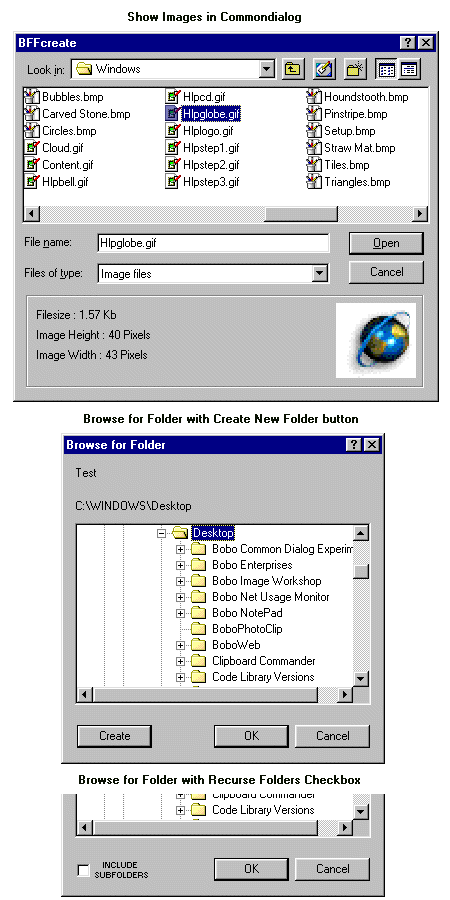 Show Images in Commondialog
BFFcreate
Look in: Windows
Bubbles.bmp Hlpcd.gif Houndstooth.bmp
Carved Stone.bmp Hlpglobe.gif Pinstripe.bmp
Circles.bmp Hlplogo.gif Setup.bmp
Cloud.gif Hlpstep1.gif Straw Mat.bmp
Content.gif Hlpstep2.gif Tiles.bmp
Hlpbell.gif Hlpstep3.gif Triangles.bmp
File name: Hlpglobe.gif Open
Files of type: Image files Cancel
Filesize : 1.57 Kb
Image Height : 40 Pixels
Image Width : 43 Pixels
Browse for Folder with Create New Folder button
Browse for Folder
Test
C:\WINDOWS\Desktop
Desktop
Bobo Common Dialog Experim
Bobo Enterprises
Bobo Image Workshop
Bobo Net Usage Monitor
Bobo NotePad
BoboPhotoClip
BoboWeb
Clipboard Commander
Code Library Versions
Create OK Cancel
Browse for Folder with Recurse Folders Checkbox
Clipboard Commander
Code Library Versions
INCLUDE SUBFOLDERS OK Cancel